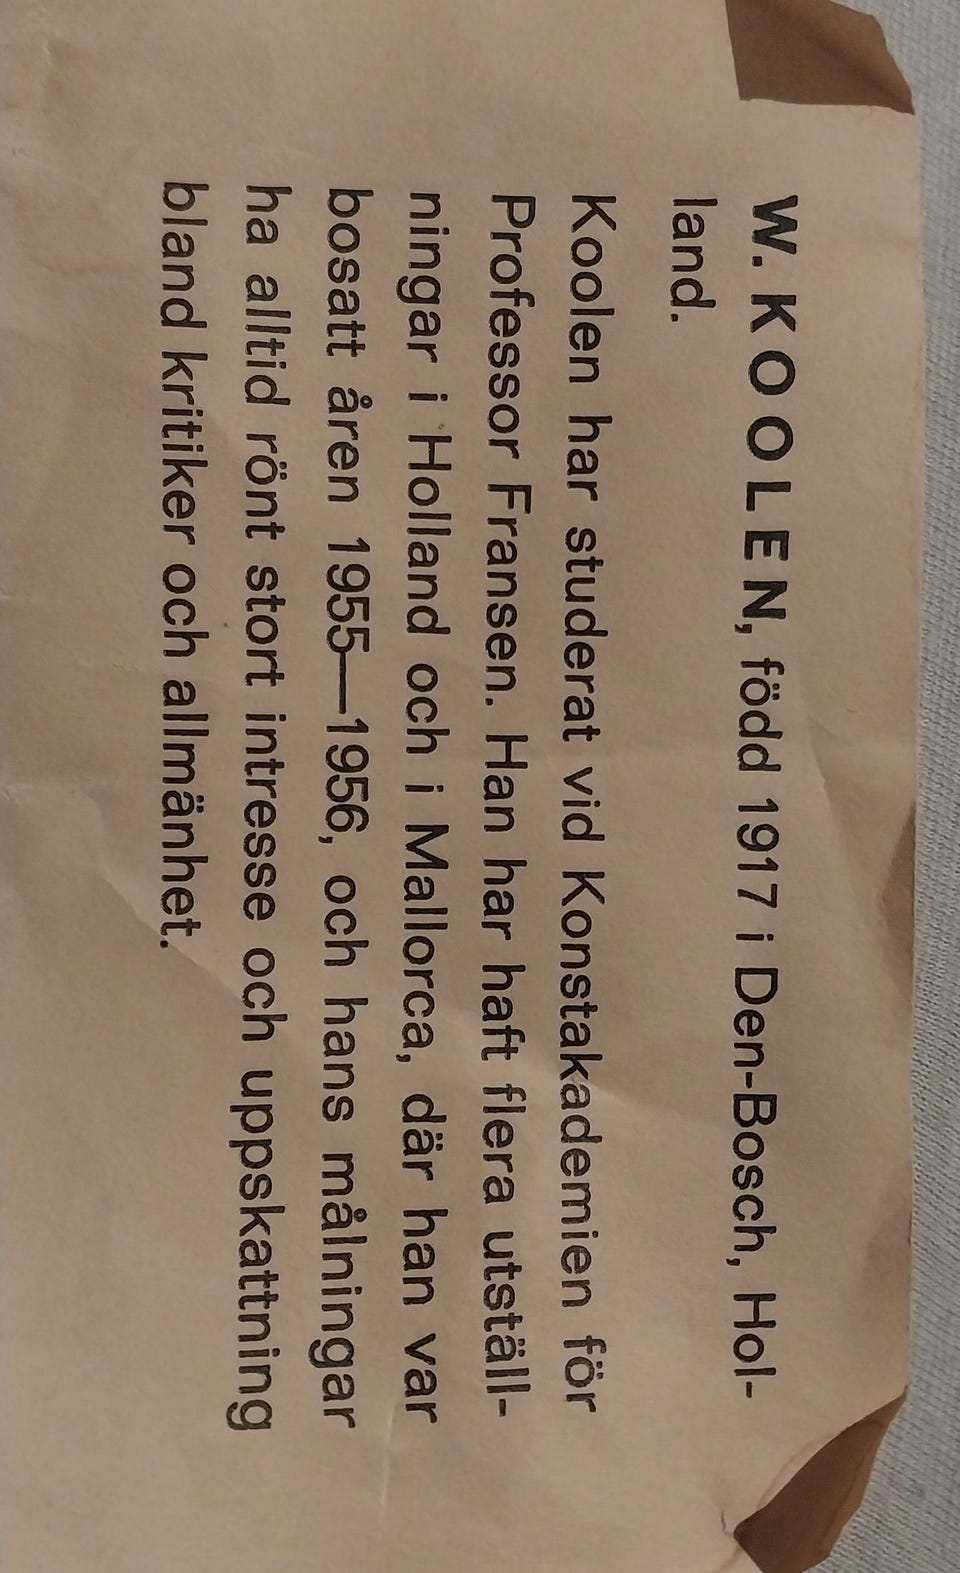 W. KOOLEN, född 1917 i Den-Bosch, Hol-
land.
Koolen har studerat vid Konstakademien för
Professor Fransen. Han har haft flera utställ-
ningar i Holland och i Mallorca, där han var
bosatt åren 1955—1956, och hans målningar
ha alltid rönt stort intresse och uppskattning
bland kritiker och allmänhet.